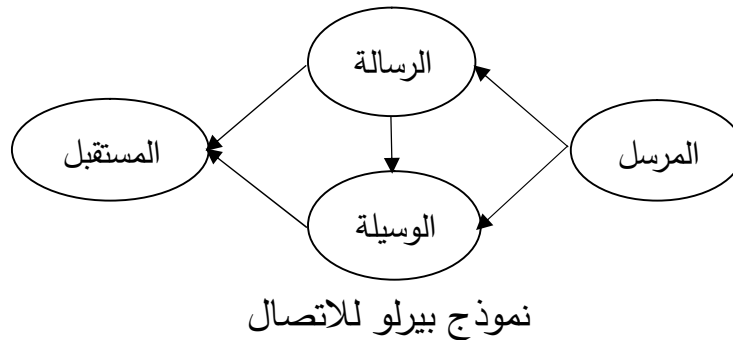 الرسالة
المرسل
المستقبل
الوسيلة
نموذج بيرلو للاتصال